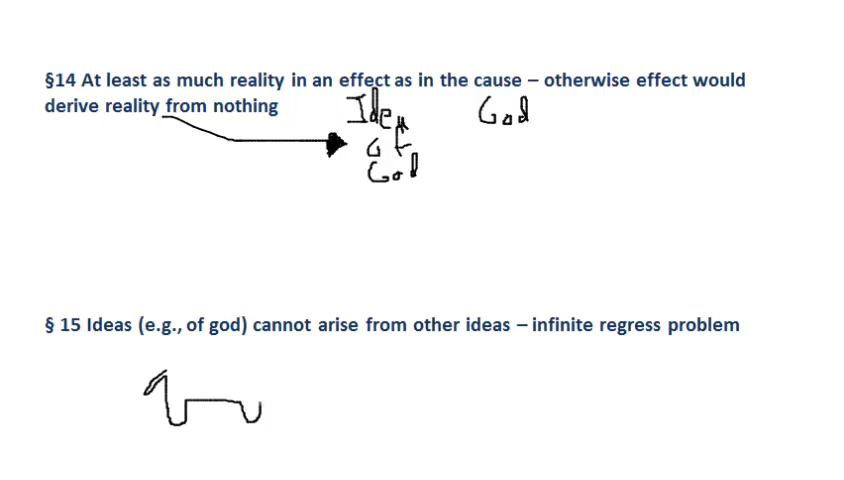 §14 At least as much reality in an effect as in the cause – otherwise effect would
derive reality from nothing
Idea God
of
God
§ 15 Ideas (e.g., of god) cannot arise from other ideas – infinite regress problem